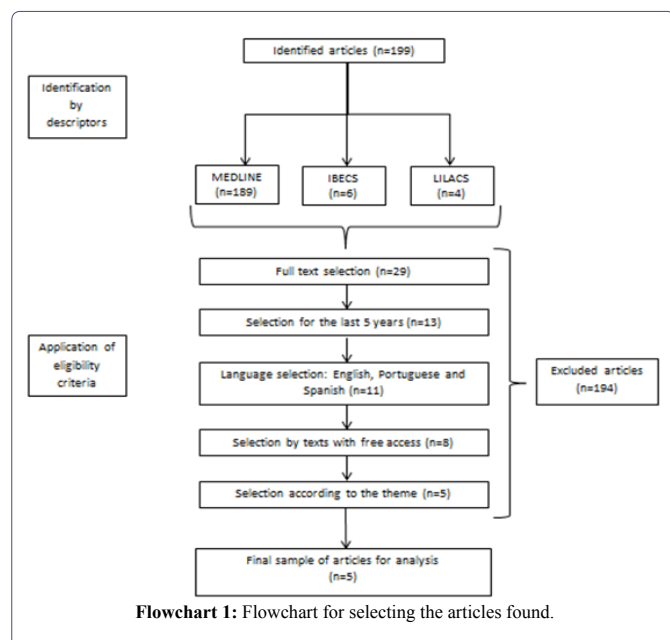 Identified articles (n=199)
Identification
by
descriptors
MEDLINE
(n=189)
IBECS
(n=6)
LILACS
(n=4)
Full text selection (n=29)
Selection for the last 5 years (n=13)
Application of
eligibility
criteria
Language selection: English, Portuguese and
Spanish (n=11)
Excluded articles
(n=194)
Selection by texts with free access (n=8)
Selection according to the theme (n=5)
Final sample of articles for analysis
(n=5)
Flowchart 1: Flowchart for selecting the articles found.